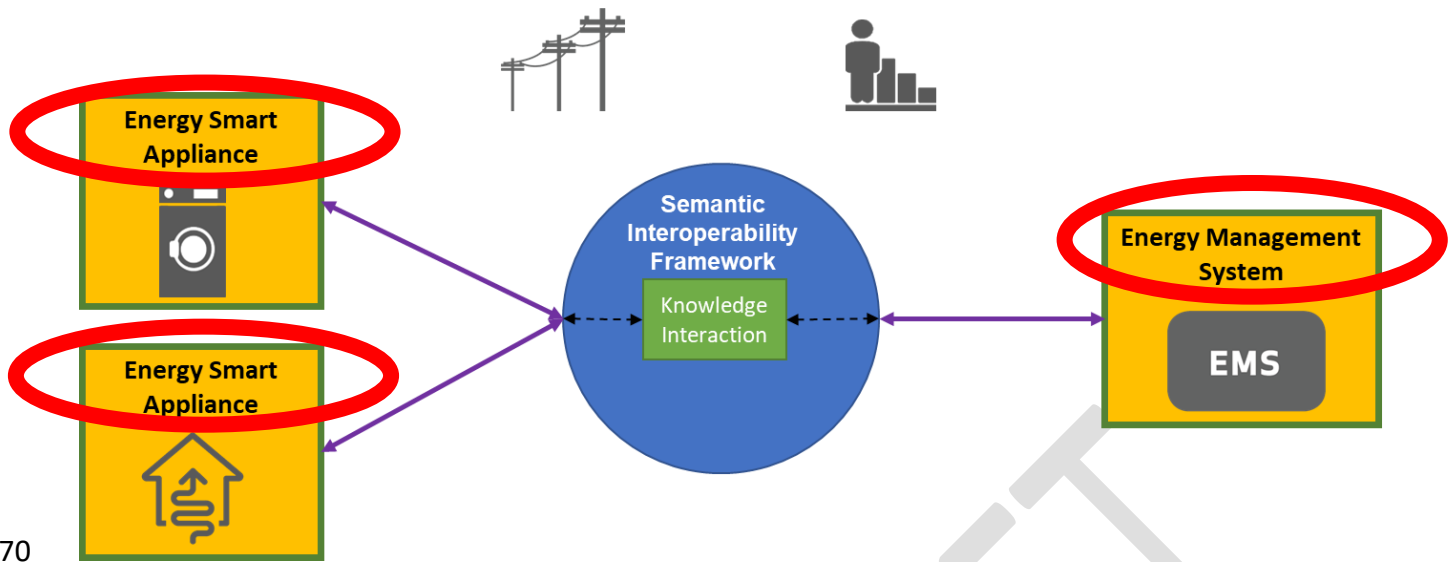 Energy Smart
Appliance
Semantic
Interoperability
Framework
Knowledge
Interaction
Energy Management
System
EMS
Energy Smart
Appliance
70